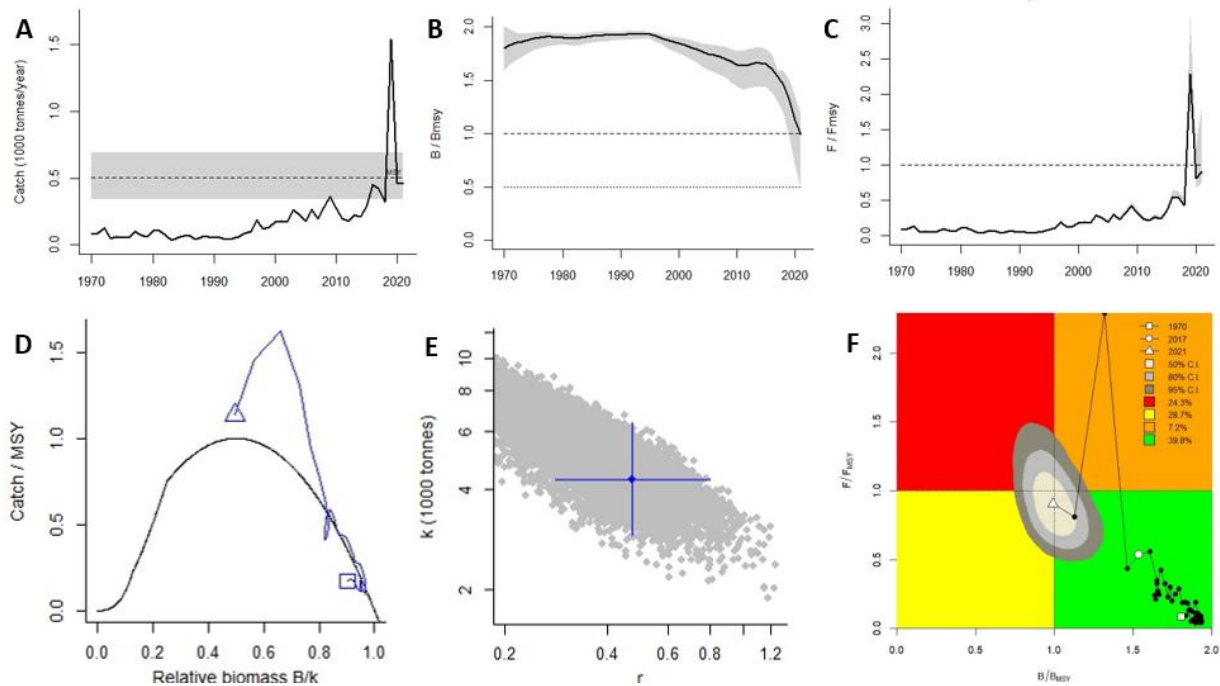 A
Catch (1000 tonnes/year)
1.5
1.0
0.5
0.0
MSY
1970 1980 1990 2000 2010 2020
B
B / Bmsy
2.0
1.5
1.0
0.5
0.0
1970 1980 1990 2000 2010 2020
C
F / Fmsy
3.0
2.5
2.0
1.5
1.0
0.5
0.0
1970 1980 1990 2000 2010 2020
D
Catch / MSY
1.5
1.0
0.5
0.0
0.0 0.2 0.4 0.6 0.8 1.0
Relative biomass B/k
E
k (1000 tonnes)
10
8
6
4
2
0.2 0.4 0.6 0.8 1.2
r
F
F/FMSY
2.0
1.5
1.0
0.5
0.0
1970
2017
2021
50% C.I.
80% C.I.
95% C.I.
24.3%
28.7%
7.2%
39.8%
0.0 0.5 1.0 1.5 2.0
B/BMSY